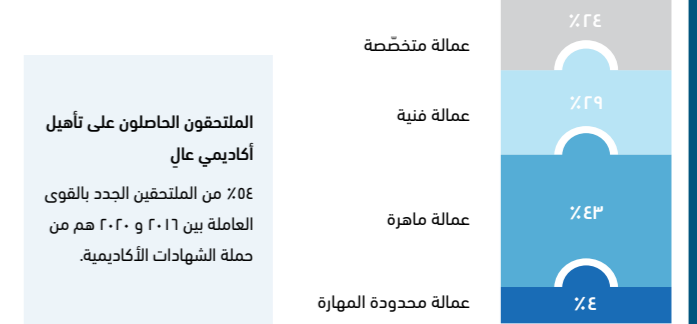 ٪٢٤
عمالة متخصّصة
٪٢٩
عمالة فنية
٪٤٣
عمالة ماهرة
٪٤
عمالة محدودة المهارة
الملتحقون الحاصلون على تأهيل
أكاديمي عالٍ
٥٤٪ من الملتحقين الجدد بالقوى
العاملة بين ٢٠١٦ و ٢٠٢٠ هم من
حملة الشهادات الأكاديمية.